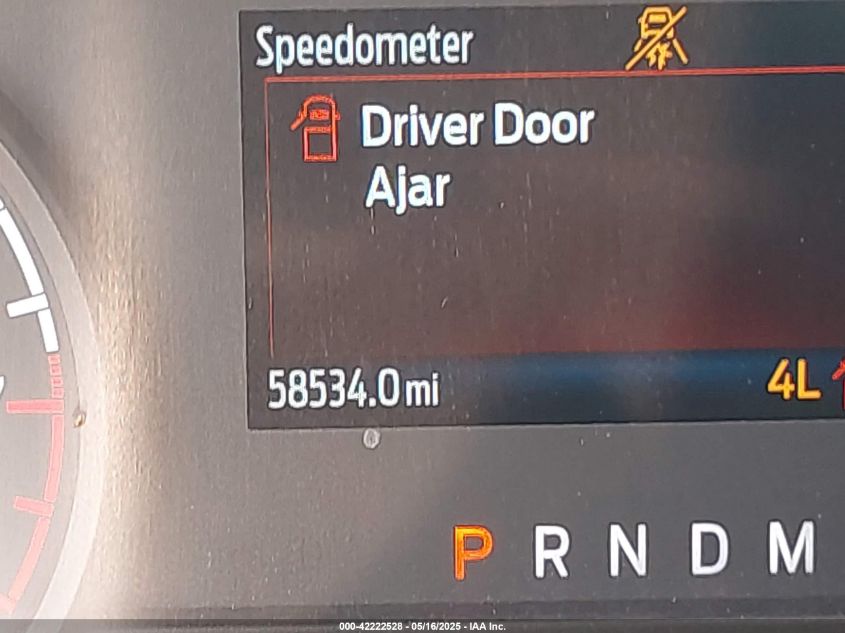 Speedometer
Driver Door
Ajar
58534.0 mi
4L
P R N D M
000-42222528 - 05/16/2025 - IAA Inc.